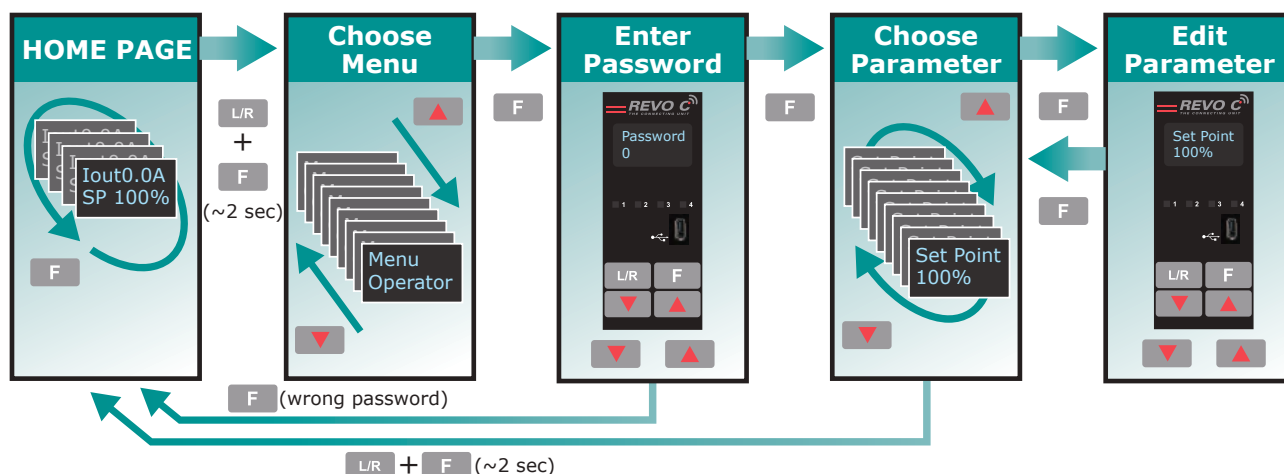 HOME PAGE
Iout0.0A
SP 100%
F
L/R
+
F
(~2 sec)
Choose
Menu
Menu
Operator
F
Enter
Password
REVO C
THE CONNECTING UNIT
Password
0
1 2 3 4
L/R F
F
Choose
Parameter
Set Point
100%
F
F
Edit
Parameter
REVO C
THE CONNECTING UNIT
Set Point
100%
1 2 3 4
L/R F
F (wrong password)
L/R + F (~2 sec)